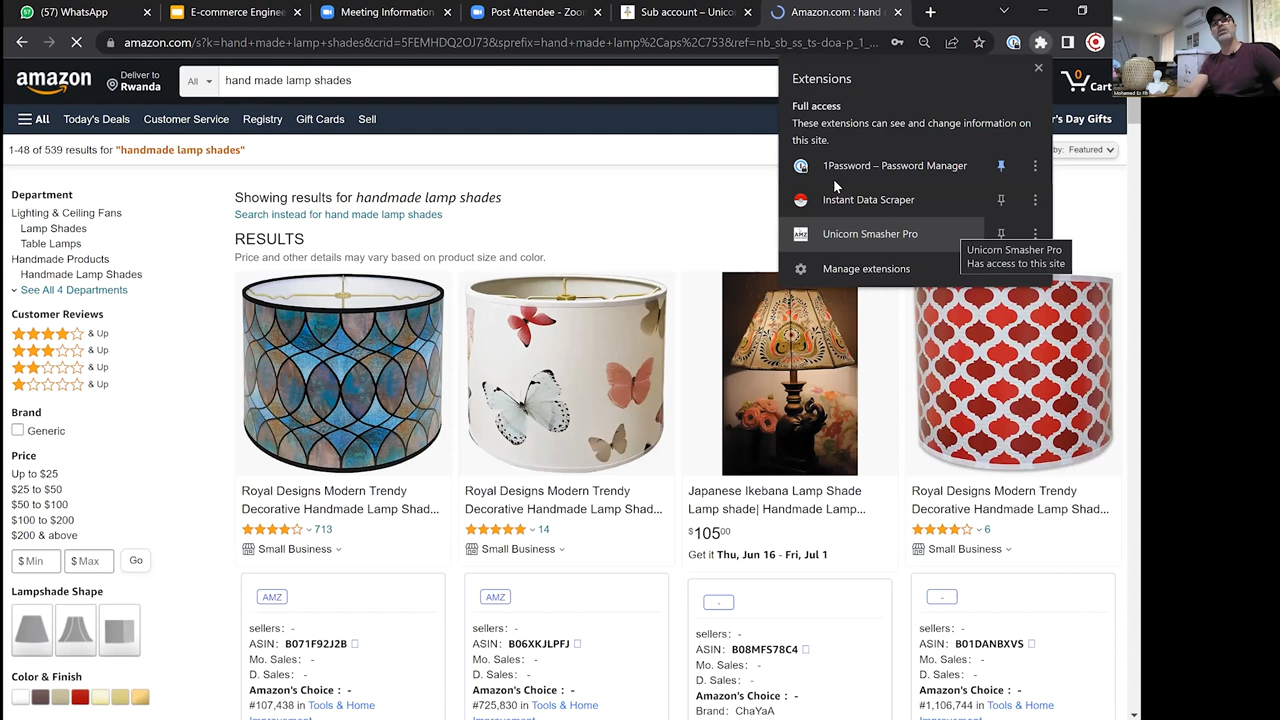 (57) WhatsApp
E-commerce Engine
Meeting Information
Post Attendee - Zoo
Sub account – Unico
Amazon.com : hand
amazon.com/s?k=hand+made+lamp+shades&crid=5FEMHDQ2OJ73&sprefix=hand+made+lamp%2Caps%2C753&ref=nb_sb_ss_ts-doa-p_1_...
amazon
Deliver to
Rwanda
All
hand made lamp shades
0
Cart
All
Today's Deals
Customer Service
Registry
Gift Cards
Sell
r's Day Gifts
1-48 of 539 results for "handmade lamp shades"
by: Featured
Extensions
Full access
These extensions can see and change information on
this site.
1Password – Password Manager
Instant Data Scraper
AMZ
Unicorn Smasher Pro
Manage extensions
Unicorn Smasher Pro
Has access to this site
Department
Lighting & Ceiling Fans
Lamp Shades
Table Lamps
Handmade Products
Handmade Lamp Shades
See All 4 Departments
Customer Reviews
& Up
& Up
& Up
& Up
Brand
Generic
Price
Up to $25
$25 to $50
$50 to $100
$100 to $200
$200 & above
$ Min
$ Max
Go
Lampshade Shape
Color & Finish
Showing results for handmade lamp shades
Search instead for hand made lamp shades
RESULTS
Price and other details may vary based on product size and color.
Royal Designs Modern Trendy
Decorative Handmade Lamp Shad...
713
Small Business
AMZ
sellers: -
ASIN: B071F92J2B
Mo. Sales: -
D. Sales: -
Amazon's Choice : -
#107,438 in Tools & Home
Improvement
Royal Designs Modern Trendy
Decorative Handmade Lamp Shad...
14
Small Business
AMZ
sellers: -
ASIN: B06XKJLPFJ
Mo. Sales: -
D. Sales: -
Amazon's Choice : -
#725,830 in Tools & Home
Improvement
Japanese Ikebana Lamp Shade
Lamp shade| Handmade Lamp...
$10500
Get it Thu, Jun 16 - Fri, Jul 1
-
sellers: -
ASIN: B08MFS78C4
Mo. Sales: -
D. Sales: -
Amazon's Choice : -
Brand: ChaYaA
Royal Designs Modern Trendy
Decorative Handmade Lamp Shad...
6
Small Business
-
sellers: -
ASIN: B01DANBXVS
Mo. Sales: -
D. Sales: -
Amazon's Choice : -
#1,106,744 in Tools & Home
Improvement